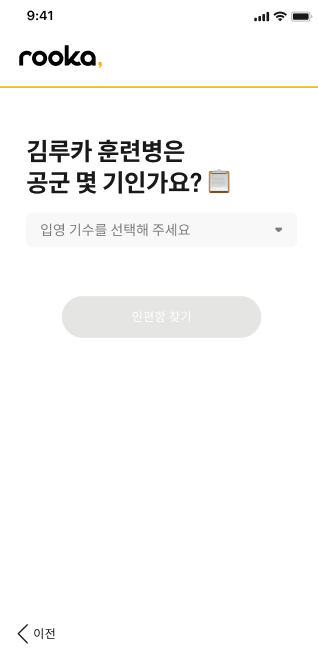 9:41
rooka,
김루카 훈련병은
공군 몇 기인가요? 📋
입영 기수를 선택해 주세요
인편함 찾기
이전